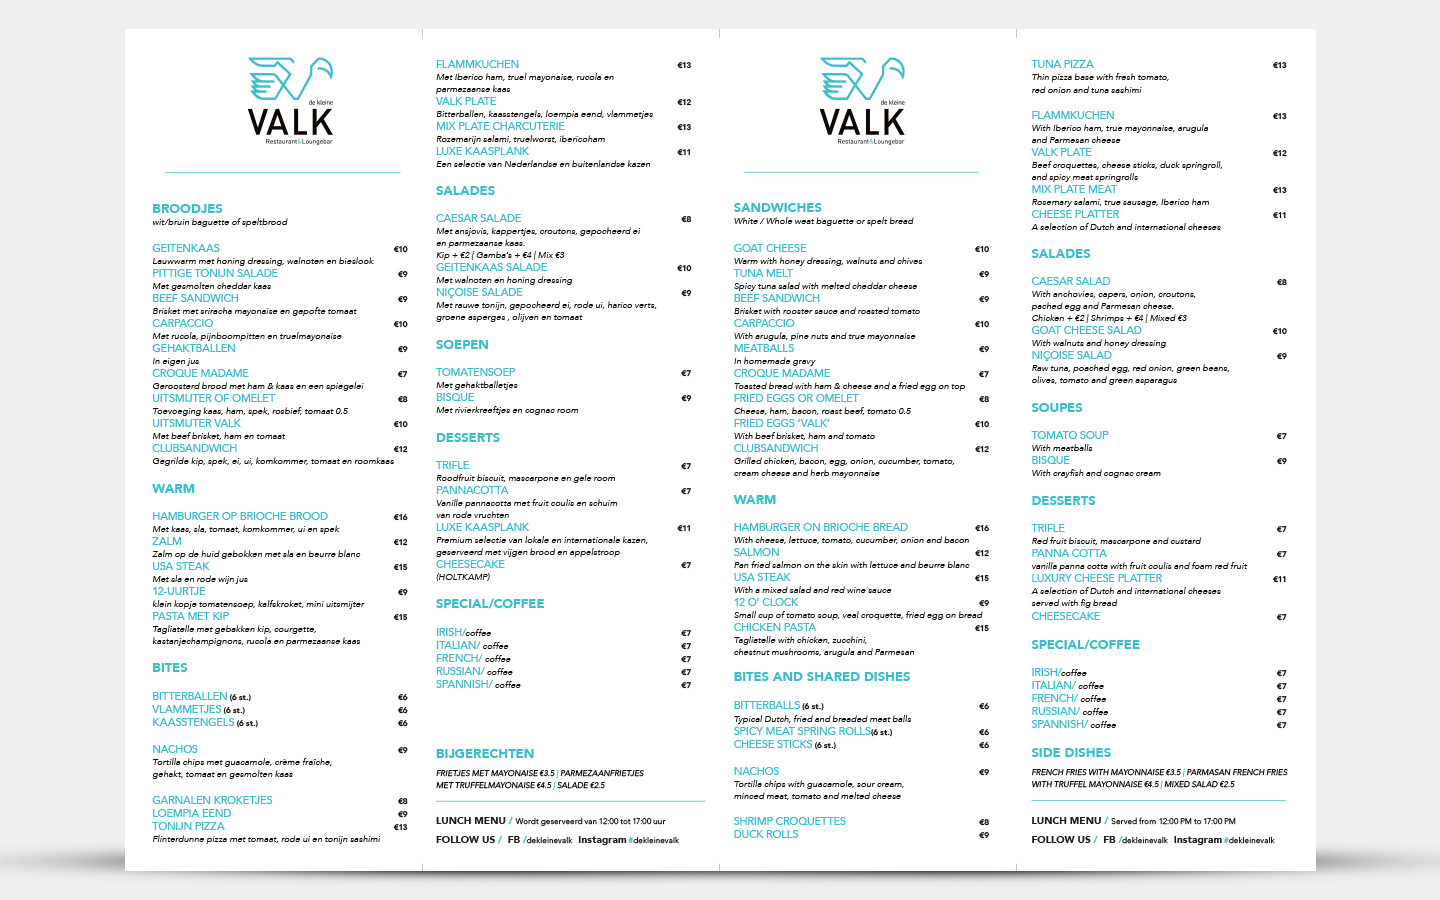 de kleine
VALK
Restaurant&Loungebar
BROODJES
wit/bruin baguette of speltbrood
GEITENKAAS €10
Lauwwarm met honing dressing, walnoten en bieslook
PITTIGE TONIJN SALADE €9
Met gesmolten cheddar kaas
BEEF SANDWICH €9
Brisket met sriracha mayonaise en gepofte tomaat
CARPACCIO €10
Met rucola, pijnboompitten en truelmayonaise
GEHAKTBALLEN €9
In eigen jus
CROQUE MADAME €7
Geroosterd brood met ham & kaas en een spiegelei
UITSMIJTER OF OMELET €8
Toevoeging kaas, ham, spek, rosbief, tomaat 0.5
UITSMIJTER VALK €10
Met beef brisket, ham en tomaat
CLUBSANDWICH €12
Gegrilde kip, spek, ei, ui, komkommer, tomaat en roomkaas
WARM
HAMBURGER OP BRIOCHE BROOD €16
Met kaas, sla, tomaat, komkommer, ui en spek
ZALM €12
Zalm op de huid gebokken met sla en beurre blanc
USA STEAK €15
Met sla en rode wijn jus
12-UURTJE €9
klein kopje tomatensoep, kalfskroket, mini uitsmijter
PASTA MET KIP €15
Tagliatelle met gebakken kip, courgette,
kastanjechampignons, rucola en parmezaanse kaas
BITES
BITTERBALLEN (6 st.) €6
VLAMMETJES (6 st.) €6
KAASSTENGELS (6 st.) €6
NACHOS €9
Tortilla chips met guacamole, crème fraîche,
gehakt, tomaat en gesmolten kaas
GARNALEN KROKETJES €8
LOEMPIA EEND €9
TONIJN PIZZA €13
Flinterdunne pizza met tomaat, rode ui en tonijn sashimi
FLAMMKUCHEN €13
Met Iberico ham, truel mayonaise, rucola en
parmezaanse kaas
VALK PLATE €12
Bitterballen, kaasstengels, loempia eend, vlammetjes
MIX PLATE CHARCUTERIE €13
Rozemarijn salami, truelworst, ibericoham
LUXE KAASPLANK €11
Een selectie van Nederlandse en buitenlandse kazen
SALADES
CAESAR SALADE €8
Met ansjovis, kappertjes, croutons, gepocheerd ei
en parmezaanse kaas.
Kip + €2 | Gamba's + €4 | Mix €3
GEITENKAAS SALADE €10
Met walnoten en honing dressing
NIÇOISE SALADE €9
Met rauwe tonijn, gepocheerd ei, rode ui, harico verts,
groene asperges , olijven en tomaat
SOEPEN
TOMATENSOEP €7
Met gehaktballetjes
BISQUE €9
Met rivierkreeftjes en cognac room
DESSERTS
TRIFLE €7
Roodfruit biscuit, mascarpone en gele room
PANNACOTTA €7
Vanille pannacotta met fruit coulis en schuim
van rode vruchten
LUXE KAASPLANK €11
Premium selectie van lokale en internationale kazen,
geserveerd met vijgen brood en appelstroop
CHEESECAKE €7
(HOLTKAMP)
SPECIAL/COFFEE
IRISH/coffee €7
ITALIAN/ coffee €7
FRENCH/ coffee €7
RUSSIAN/ coffee €7
SPANNISH/ coffee €7
BIJGERECHTEN
FRIETJES MET MAYONAISE €3.5 | PARMEZAANFRIETJES
MET TRUFFELMAYONAISE €4.5 | SALADE €2.5
LUNCH MENU / Wordt geserveerd van 12:00 tot 17:00 uur
FOLLOW US / FB /dekleinevalk Instagram #dekleinevalk
de kleine
VALK
Restaurant&Loungebar
SANDWICHES
White / Whole weat baguette or spelt bread
GOAT CHEESE €10
Warm with honey dressing, walnuts and chives
TUNA MELT €9
Spicy tuna salad with melted cheddar cheese
BEEF SANDWICH €9
Brisket with rooster sauce and roasted tomato
CARPACCIO €10
With arugula, pine nuts and true mayonnaise
MEATBALLS €9
In homemade gravy
CROQUE MADAME €7
Toasted bread with ham & cheese and a fried egg on top
FRIED EGGS OR OMELET €8
Cheese, ham, bacon, roast beef, tomato 0.5
FRIED EGGS ‘VALK’ €10
With beef brisket, ham and tomato
CLUBSANDWICH €12
Grilled chicken, bacon, egg, onion, cucumber, tomato,
cream cheese and herb mayonnaise
WARM
HAMBURGER ON BRIOCHE BREAD €16
With cheese, lettuce, tomato, cucumber, onion and bacon
SALMON €12
Pan fried salmon on the skin with lettuce and beurre blanc
USA STEAK €15
With a mixed salad and red wine sauce
12 O’ CLOCK €9
Small cup of tomato soup, veal croquette, fried egg on bread
CHICKEN PASTA €15
Tagliatelle with chicken, zucchini,
chestnut mushrooms, arugula and Parmesan
BITES AND SHARED DISHES
BITTERBALLS (6 st.) €6
Typical Dutch, fried and breaded meat balls
SPICY MEAT SPRING ROLLS(6 st.) €6
CHEESE STICKS (6 st.) €6
NACHOS €9
Tortilla chips with guacamole, sour cream,
minced meat, tomato and melted cheese
SHRIMP CROQUETTES €8
DUCK ROLLS €9
TUNA PIZZA €13
Thin pizza base with fresh tomato,
red onion and tuna sashimi
FLAMMKUCHEN €13
With Iberico ham, true mayonnaise, arugula
and Parmesan cheese
VALK PLATE €12
Beef croquettes, cheese sticks, duck springroll,
and spicy meat springrolls
MIX PLATE MEAT €13
Rosemary salami, true sausage, Iberico ham
CHEESE PLATTER €11
A selection of Dutch and international cheeses
SALADES
CAESAR SALAD €8
With anchovies, capers, onion, croutons,
poched egg and Parmesan cheese.
Chicken + €2 | Shrimps + €4 | Mixed €3
GOAT CHEESE SALAD €10
With walnuts and honey dressing
NIÇOISE SALAD €9
Raw tuna, poached egg, red onion, green beans,
olives, tomato and green asparagus
SOUPES
TOMATO SOUP €7
With meatballs
BISQUE €9
With crayfish and cognac cream
DESSERTS
TRIFLE €7
Red fruit biscuit, mascarpone and custard
PANNA COTTA €7
vanilla panna cotta with fruit coulis and foam red fruit
LUXURY CHEESE PLATTER €11
A selection of Dutch and international cheeses
served with fig bread
CHEESECAKE €7
SPECIAL/COFFEE
IRISH/coffee €7
ITALIAN/ coffee €7
FRENCH/ coffee €7
RUSSIAN/ coffee €7
SPANNISH/ coffee €7
SIDE DISHES
FRENCH FRIES WITH MAYONNAISE €3.5 | PARMASAN FRENCH FRIES
WITH TRUFFEL MAYONNAISE €4.5 | MIXED SALAD €2.5
LUNCH MENU / Served from 12:00 PM to 17:00 PM
FOLLOW US / FB /dekleinevalk Instagram #dekleinevalk